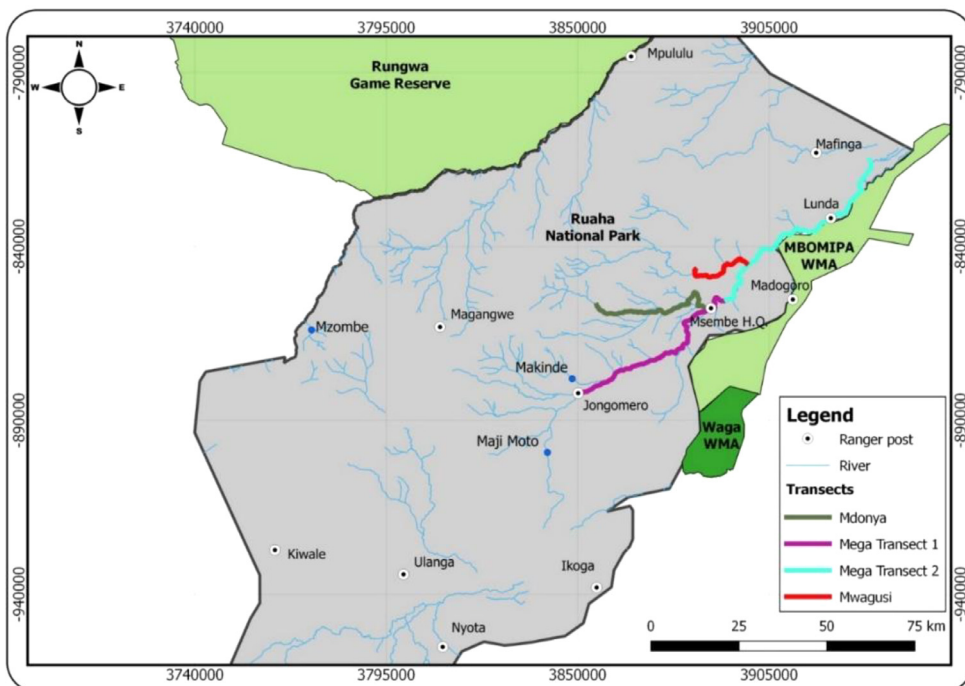 3740000 3795000 3850000 3905000
N
W E
S
-790000
-790000
Rungwa
Game Reserve
Mpululu
Mafinga
Lunda
Ruaha
National Park
-840000
-840000
MBOMIPA
WMA
Madogoro
Msembe H.Q.
Magangwe
Mzombe
Makinde
Jongomero
-890000
-890000
Waga
WMA
Maji Moto
Kiwale
Ulanga
Ikoga
Nyota
-940000
-940000
Legend
Ranger post
River
Transects
Mdonya
Mega Transect 1
Mega Transect 2
Mwagusi
0 25 50 75 km
3740000 3795000 3850000 3905000